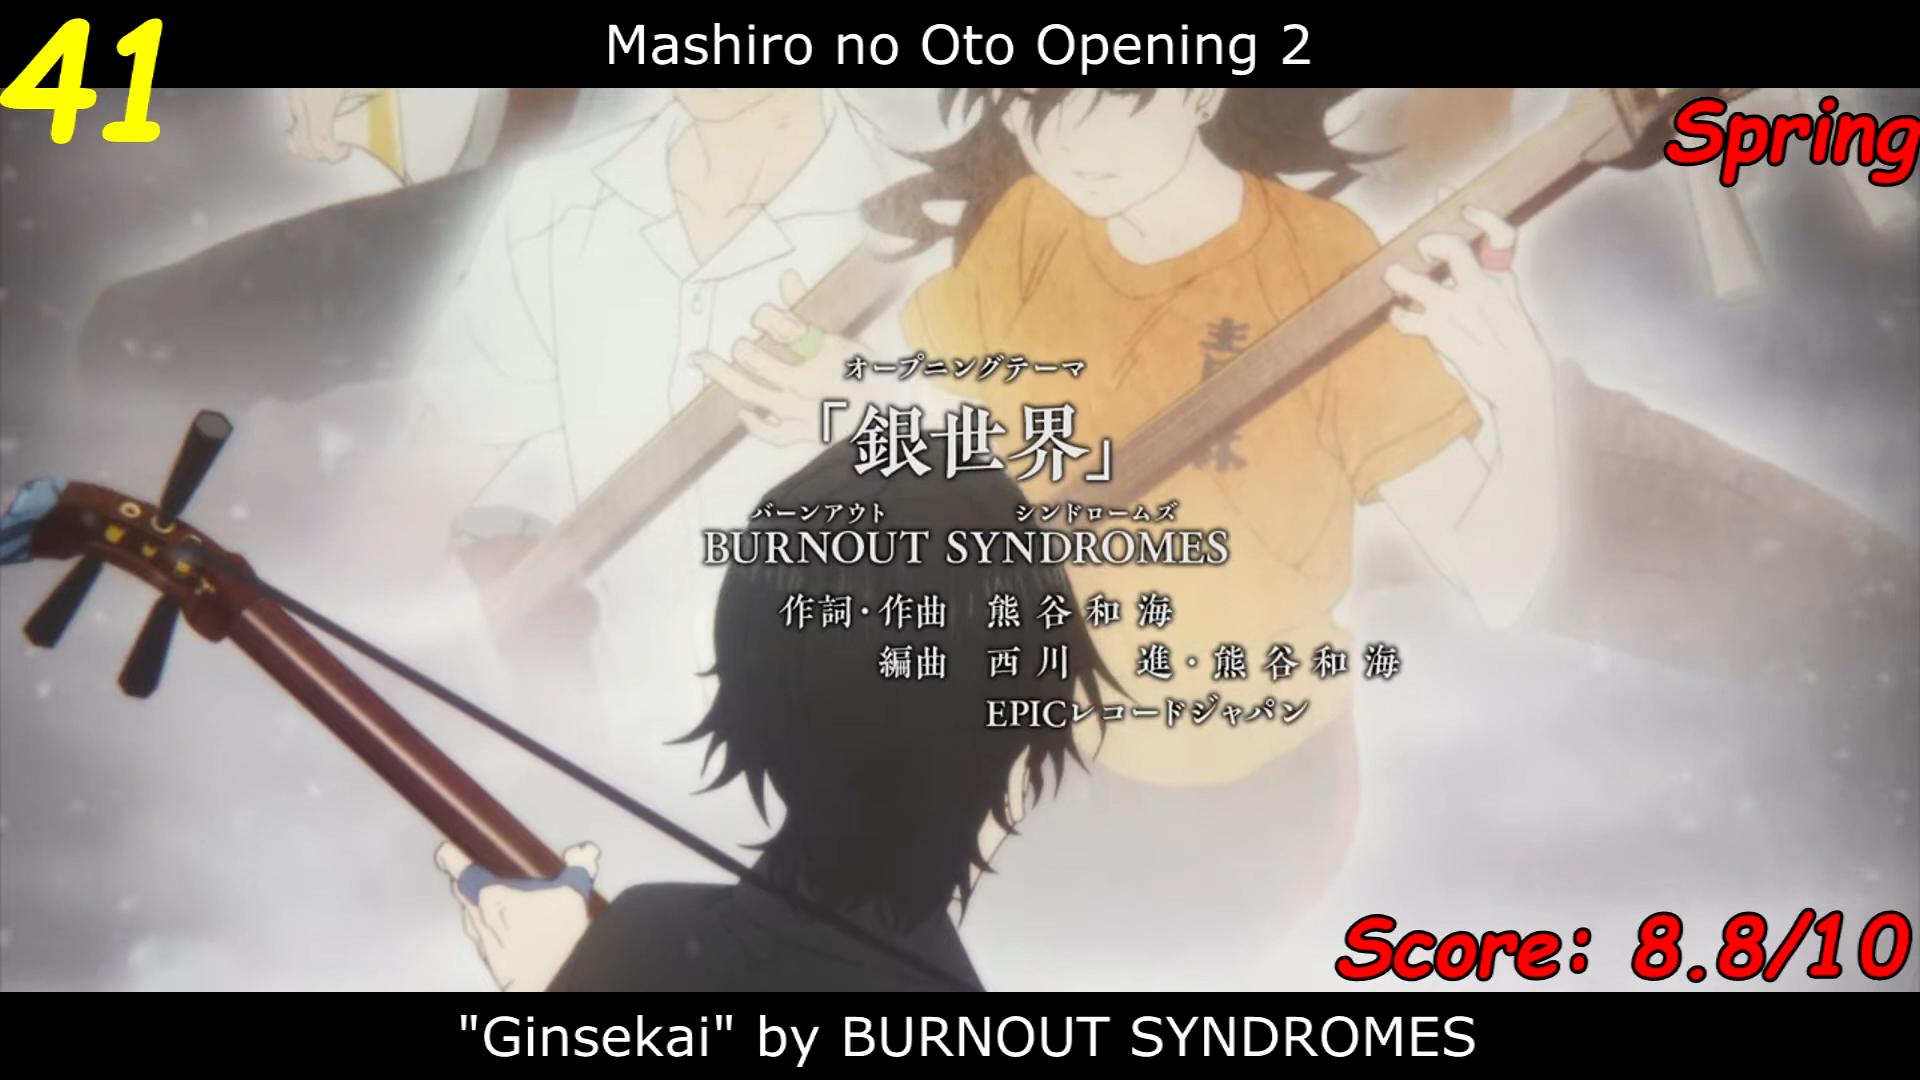 41
Mashiro no Oto Opening 2
Spring
オープニングテーマ
「銀世界」
バーンアウト シンドロームズ
BURNOUT SYNDROMES
作詞・作曲 熊谷和海
編曲 西川 進・熊谷和海
EPICレコードジャパン
Score: 8.8/10
"Ginsekai" by BURNOUT SYNDROMES